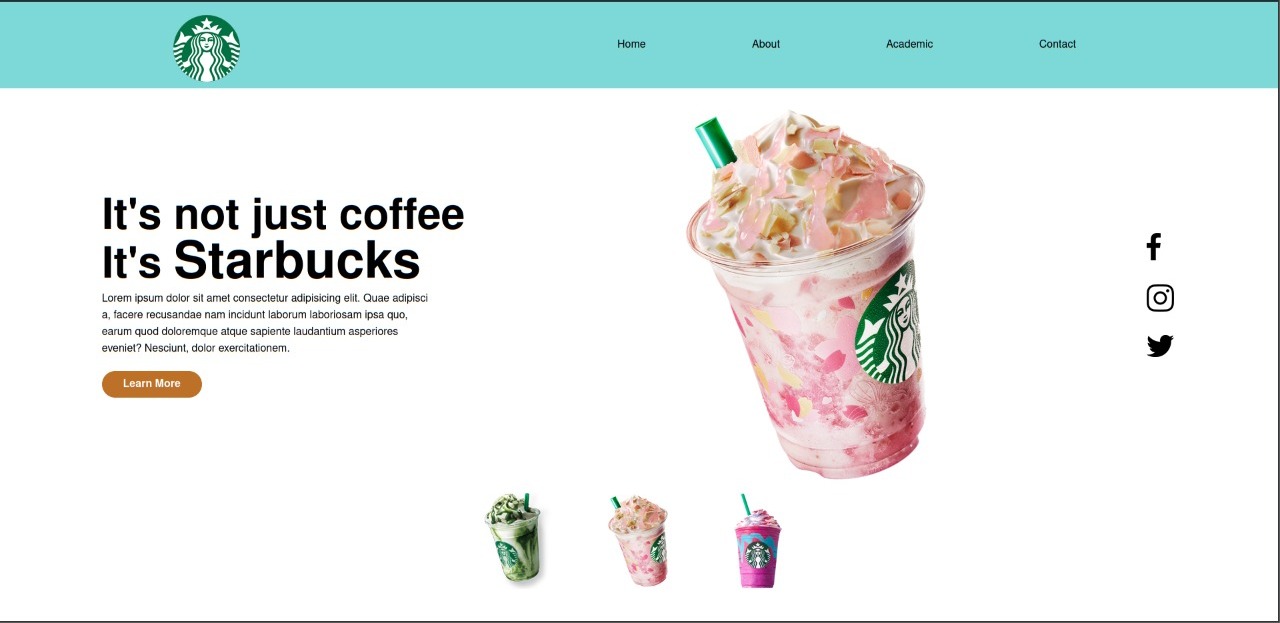 Home
About
Academic
Contact
It's not just coffee
It's Starbucks
Lorem ipsum dolor sit amet consectetur adipisicing elit. Quae adipisci
a, facere recusandae nam incidunt laborum laboriosam ipsa quo,
earum quod doloremque atque sapiente laudantium asperiores
eveniet? Nesciunt, dolor exercitationem.
Learn More